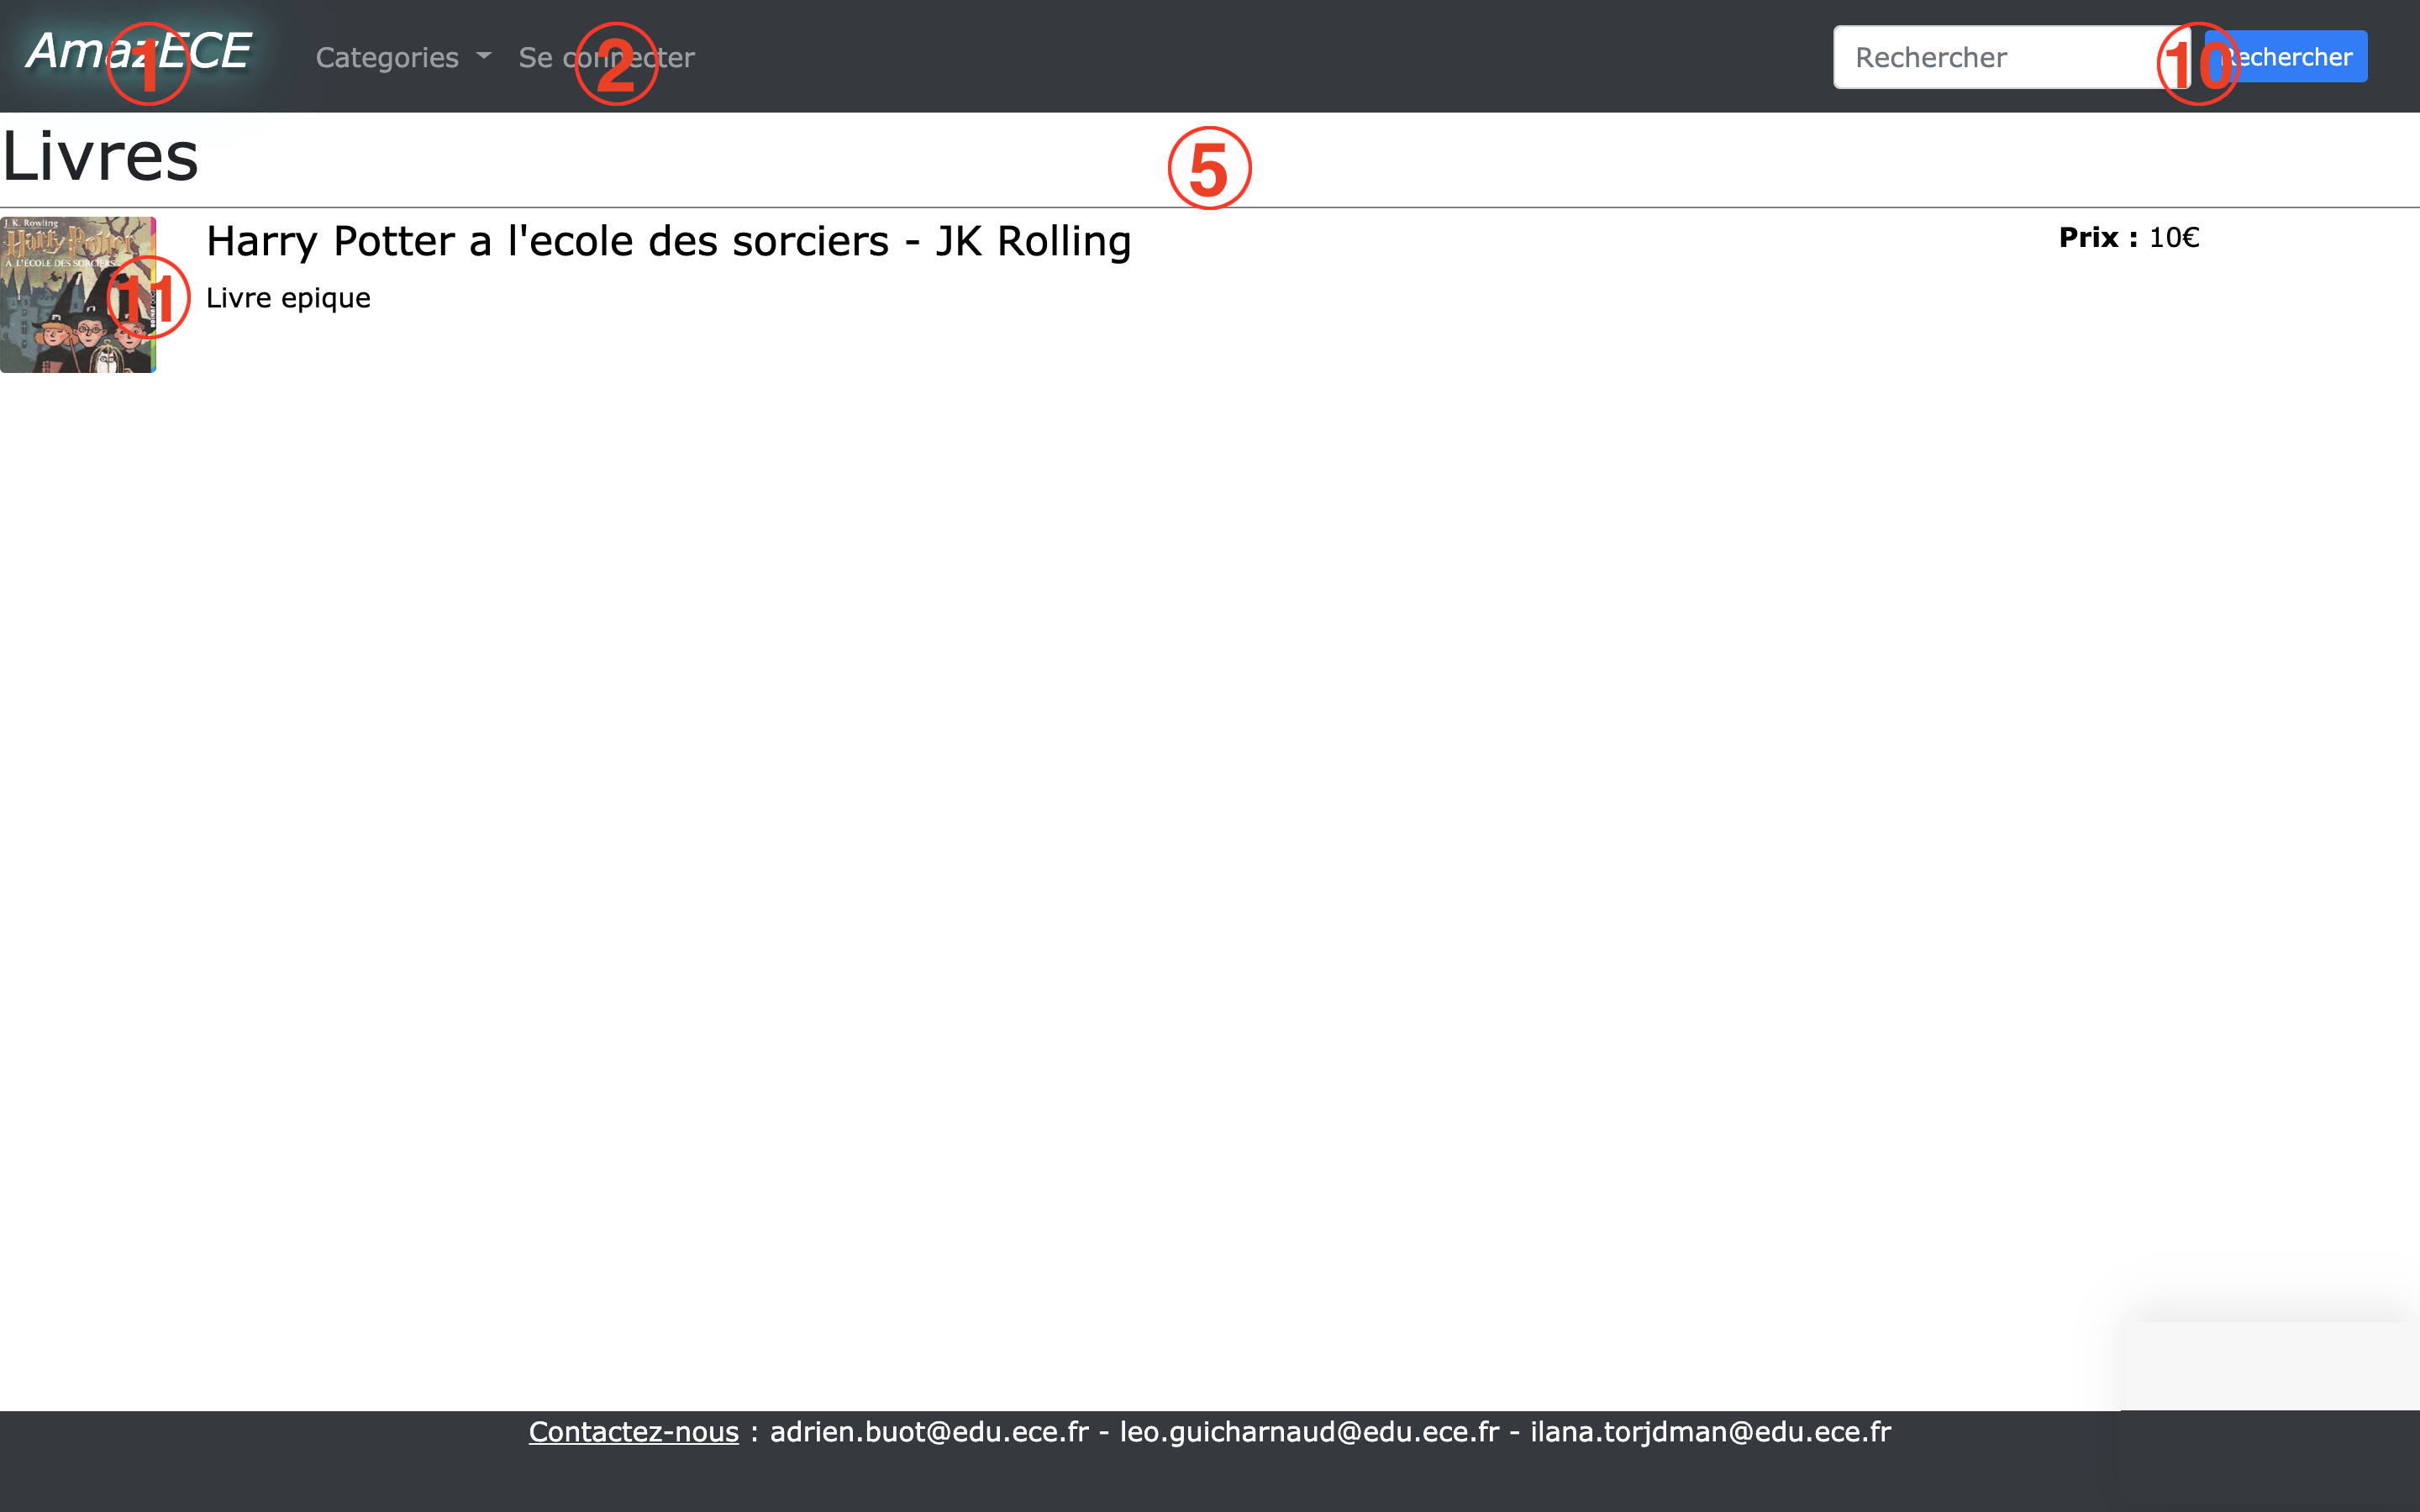 AmazECE Categories Se connecter Rechercher Rechercher
1 2 10
Livres
5
J. K. Rowling
Harry Potter
A L'ECOLE DES SORCIERS
11
Harry Potter a l'ecole des sorciers - JK Rolling
Prix : 10€
Livre epique
Contactez-nous : adrien.buot@edu.ece.fr - leo.guicharnaud@edu.ece.fr - ilana.torjdman@edu.ece.fr